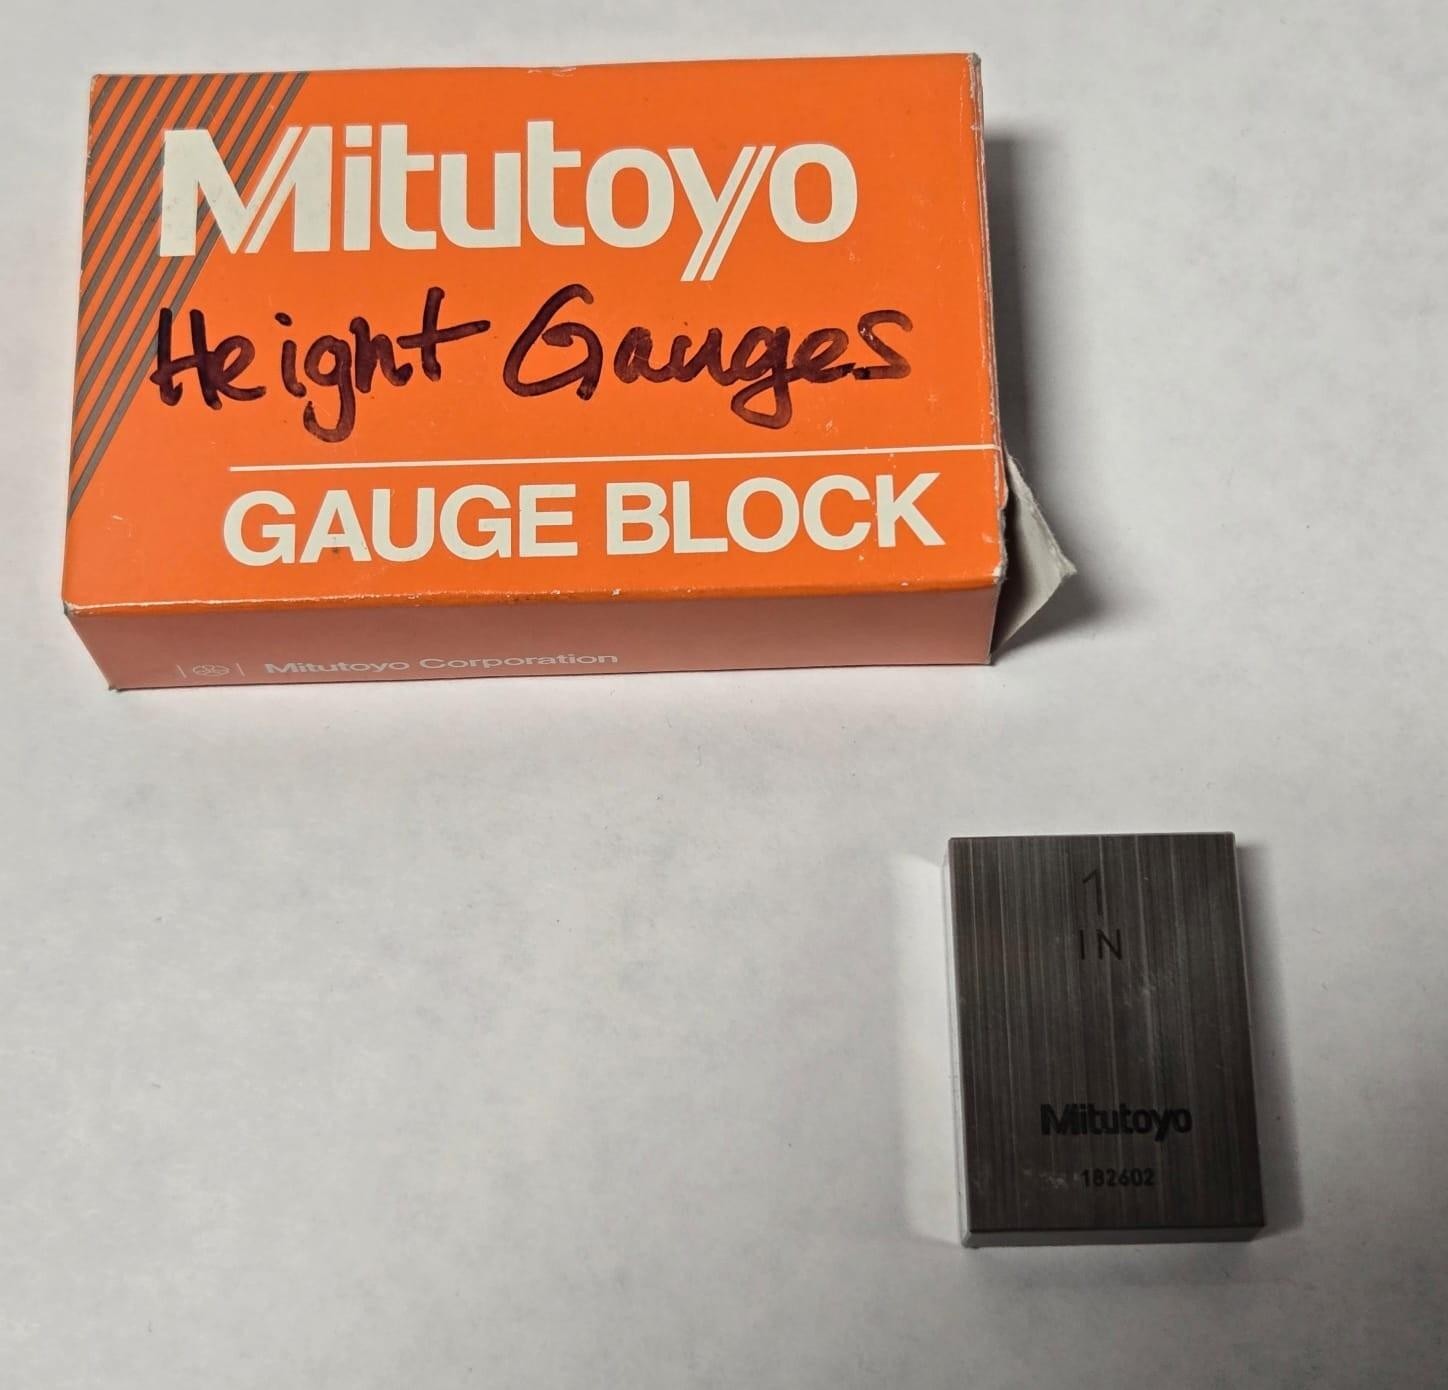 Mitutoyo
Height Gauges
GAUGE BLOCK
Mitutoyo Corporation
1
IN
Mitutoyo
182602